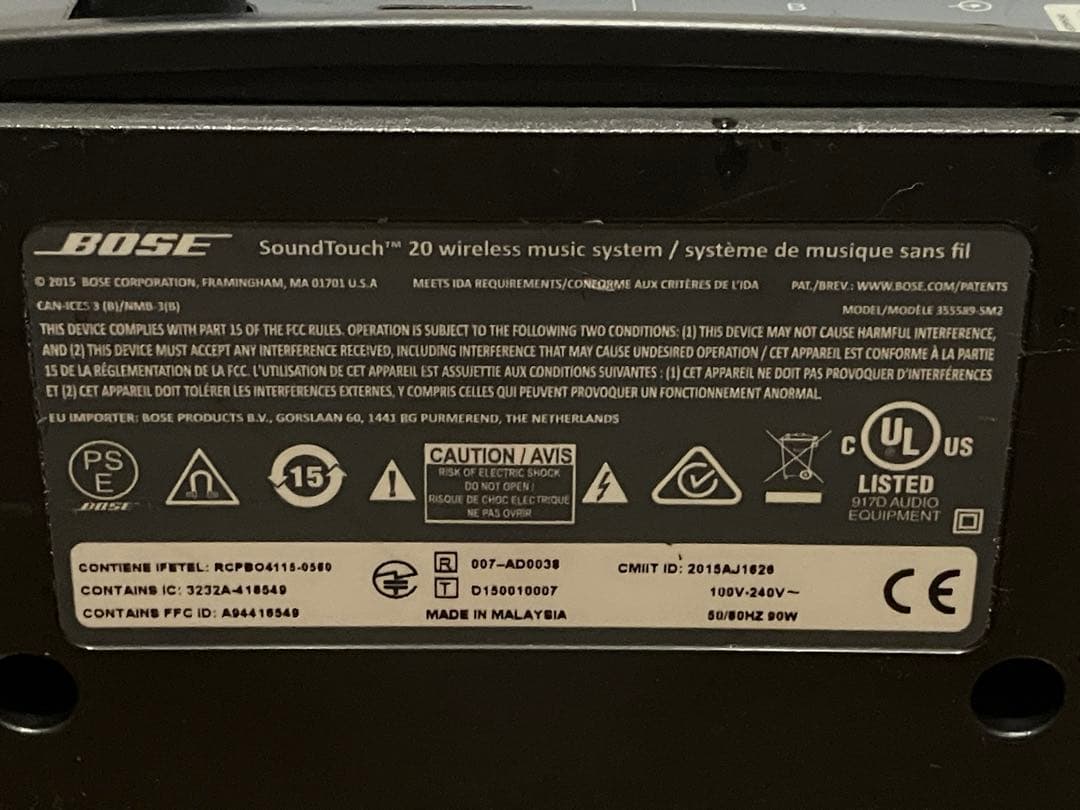 B
BOSE SoundTouch™ 20 wireless music system / système de musique sans fil
© 2015 BOSE CORPORATION, FRAMINGHAM, MA 01701 U.S.A MEETS IDA REQUIREMENTS/CONFORME AUX CRITÈRES DE L'IDA PAT./BREV.: WWW.BOSE.COM/PATENTS
CAN-ICES 3 (B)/NMB-3(B) MODEL/MODÈLE 355589-SM2
THIS DEVICE COMPLIES WITH PART 15 OF THE FCC RULES. OPERATION IS SUBJECT TO THE FOLLOWING TWO CONDITIONS: (1) THIS DEVICE MAY NOT CAUSE HARMFUL INTERFERENCE,
AND (2) THIS DEVICE MUST ACCEPT ANY INTERFERENCE RECEIVED, INCLUDING INTERFERENCE THAT MAY CAUSE UNDESIRED OPERATION / CET APPAREIL EST CONFORME À LA PARTIE
15 DE LA RÉGLEMENTATION DE LA FCC. L'UTILISATION DE CET APPAREIL EST ASSUJETTIE AUX CONDITIONS SUIVANTES : (1) CET APPAREIL NE DOIT PAS PROVOQUER D'INTERFÉRENCES
ET (2) CET APPAREIL DOIT TOLÉRER LES INTERFÉRENCES EXTERNES, Y COMPRIS CELLES QUI PEUVENT PROVOQUER UN FONCTIONNEMENT ANORMAL.
EU IMPORTER: BOSE PRODUCTS B.V., GORSLAAN 60, 1441 RG PURMEREND, THE NETHERLANDS
PS
E
BOSE
15
CAUTION / AVIS
RISK OF ELECTRIC SHOCK
DO NOT OPEN /
RISQUE DE CHOC ELECTRIQUE
NE PAS OVRIR
C UL US
LISTED
917D AUDIO
EQUIPMENT
CONTIENE IFETEL: RCPBO4115-0560 R 007-AD0038 CMIIT ID: 2015AJ1626
CONTAINS IC: 3232A-416549 T D150010007 100V-240V~
CONTAINS FFC ID: A94416549 MADE IN MALAYSIA 50/60HZ 90W
CE